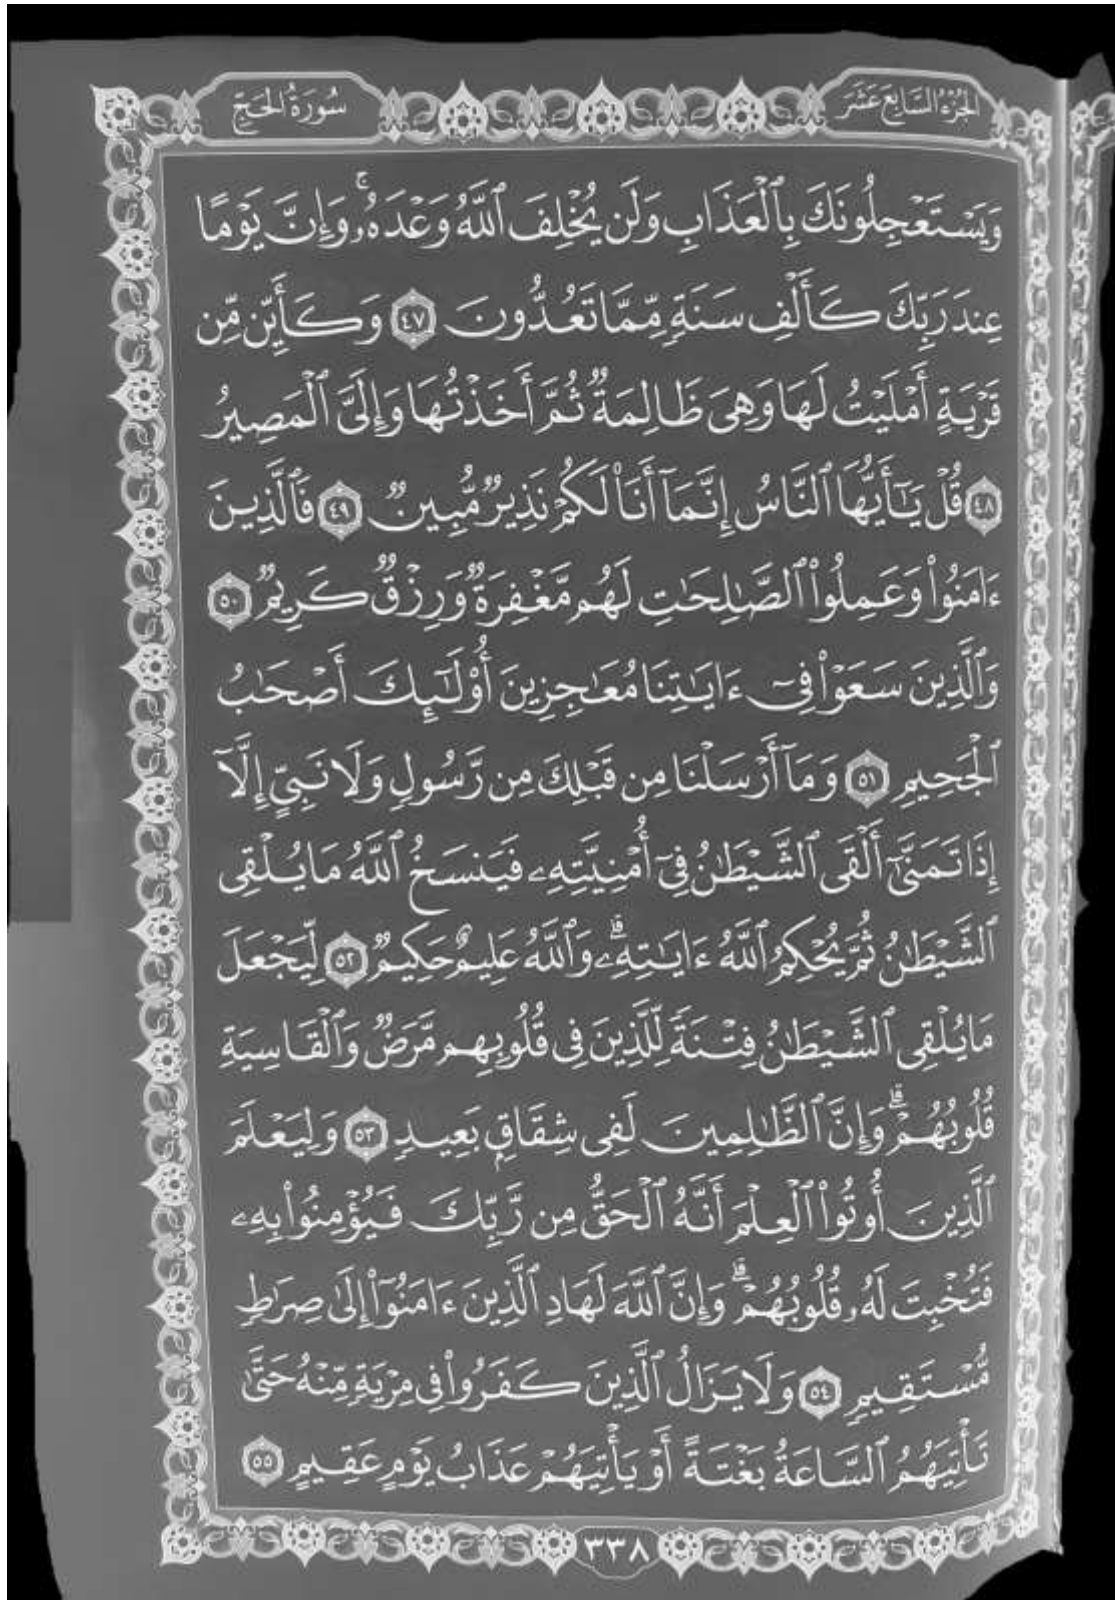 الجزء السابع عشر
سورة الحج
وَيَسْتَعْجِلُونَكَ بِٱلْعَذَابِ وَلَن يُخْلِفَ ٱللَّهُ وَعْدَهُۥۚ وَإِنَّ يَوْمًا
عِندَ رَبِّكَ كَأَلْفِ سَنَةٍ مِّمَّا تَعُدُّونَ ٤٧ وَكَأَيِّن مِّن
قَرْيَةٍ أَمْلَيْتُ لَهَا وَهِىَ ظَالِمَةٌ ثُمَّ أَخَذْتُهَا وَإِلَىَّ ٱلْمَصِيرُ
٤٨ قُلْ يَٰٓأَيُّهَا ٱلنَّاسُ إِنَّمَآ أَنَا۠ لَكُمْ نَذِيرٌ مُّبِينٌ ٤٩ فَٱلَّذِينَ
ءَامَنُوا۟ وَعَمِلُوا۟ ٱلصَّٰلِحَٰتِ لَهُم مَّغْفِرَةٌ وَرِزْقٌ كَرِيمٌ ٥٠
وَٱلَّذِينَ سَعَوْا۟ فِىٓ ءَايَٰتِنَا مُعَٰجِزِينَ أُو۟لَٰٓئِكَ أَصْحَٰبُ
ٱلْجَحِيمِ ٥١ وَمَآ أَرْسَلْنَا مِن قَبْلِكَ مِن رَّسُولٍ وَلَا نَبِىٍّ إِلَّآ
إِذَا تَمَنَّىٰٓ أَلْقَى ٱلشَّيْطَٰنُ فِىٓ أُمْنِيَّتِهِۦ فَيَنسَخُ ٱللَّهُ مَا يُلْقِى
ٱلشَّيْطَٰنُ ثُمَّ يُحْكِمُ ٱللَّهُ ءَايَٰتِهِۦۗ وَٱللَّهُ عَلِيمٌ حَكِيمٌ ٥٢ لِّيَجْعَلَ
مَا يُلْقِى ٱلشَّيْطَٰنُ فِتْنَةً لِّلَّذِينَ فِى قُلُوبِهِم مَّرَضٌ وَٱلْقَاسِيَةِ
قُلُوبُهُمْۗ وَإِنَّ ٱلظَّٰلِمِينَ لَفِى شِقَاقٍۭ بَعِيدٍ ٥٣ وَلِيَعْلَمَ
ٱلَّذِينَ أُوتُوا۟ ٱلْعِلْمَ أَنَّهُ ٱلْحَقُّ مِن رَّبِّكَ فَيُؤْمِنُوا۟ بِهِۦ
فَتُخْبِتَ لَهُۥ قُلُوبُهُمْۗ وَإِنَّ ٱللَّهَ لَهَادِ ٱلَّذِينَ ءَامَنُوٓا۟ إِلَىٰ صِرَٰطٍ
مُّسْتَقِيمٍ ٥٤ وَلَا يَزَالُ ٱلَّذِينَ كَفَرُوا۟ فِى مِرْيَةٍ مِّنْهُ حَتَّىٰ
تَأْتِيَهُمُ ٱلسَّاعَةُ بَغْتَةً أَوْ يَأْتِيَهُمْ عَذَابُ يَوْمٍ عَقِيمٍ ٥٥
٣٣٨